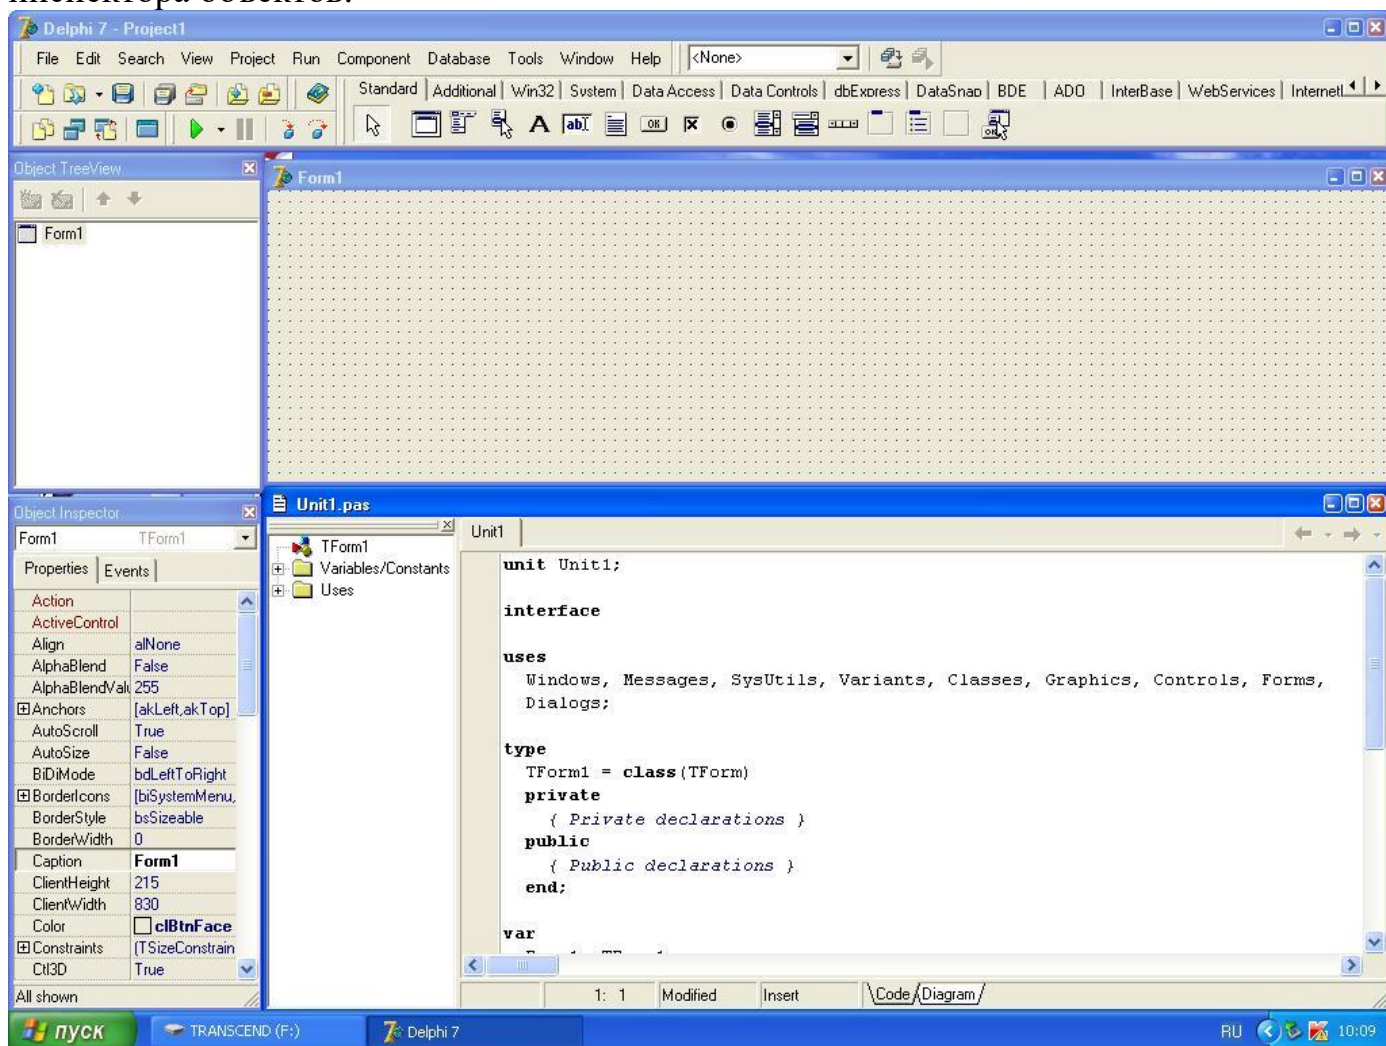 инспектора объектов.
Delphi 7 - Project1
File Edit Search View Project Run Component Database Tools Window Help <None>
Standard Additional Win32 System Data Access Data Controls dbExpress DataSnap BDE ADO InterBase WebServices Internet
A ab OK OK
Object TreeView
Form1
Form1
Object Inspector
Form1 TForm1
Properties Events
Action
ActiveControl
Align alNone
AlphaBlend False
AlphaBlendValu 255
Anchors [akLeft,akTop]
AutoScroll True
AutoSize False
BiDiMode bdLeftToRight
BorderIcons [biSystemMenu,
BorderStyle bsSizeable
BorderWidth 0
Caption Form1
ClientHeight 215
ClientWidth 830
Color clBtnFace
Constraints (TSizeConstrain
Ctl3D True
All shown
Unit1.pas
TForm1
Variables/Constants
Uses
Unit1
unit Unit1;
interface
uses
Windows, Messages, SysUtils, Variants, Classes, Graphics, Controls, Forms,
Dialogs;
type
TForm1 = class(TForm)
private
{ Private declarations }
public
{ Public declarations }
end;
var
1: 1 Modified Insert Code Diagram
пуск TRANSCEND (F:) Delphi 7 RU 10:09